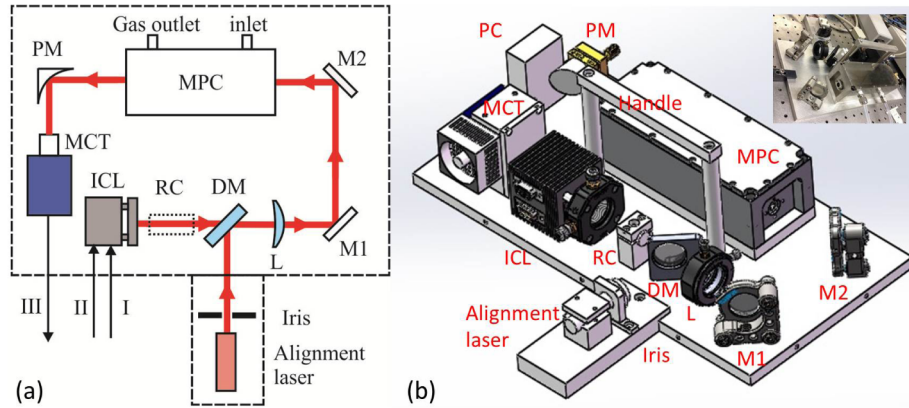 Gas outlet
inlet
PM
MPC
M2
MCT
ICL
RC
DM
L
M1
III
II
I
Iris
Alignment
laser
(a)
PC
PM
MCT
Handle
MPC
ICL
RC
DM
L
M2
Alignment
laser
Iris
M1
(b)